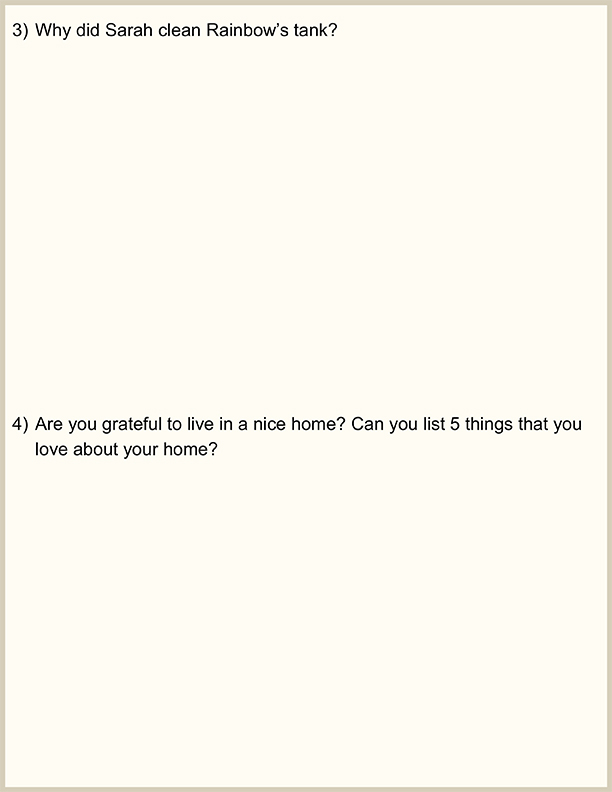 3) Why did Sarah clean Rainbow’s tank?
4) Are you grateful to live in a nice home? Can you list 5 things that you
love about your home?